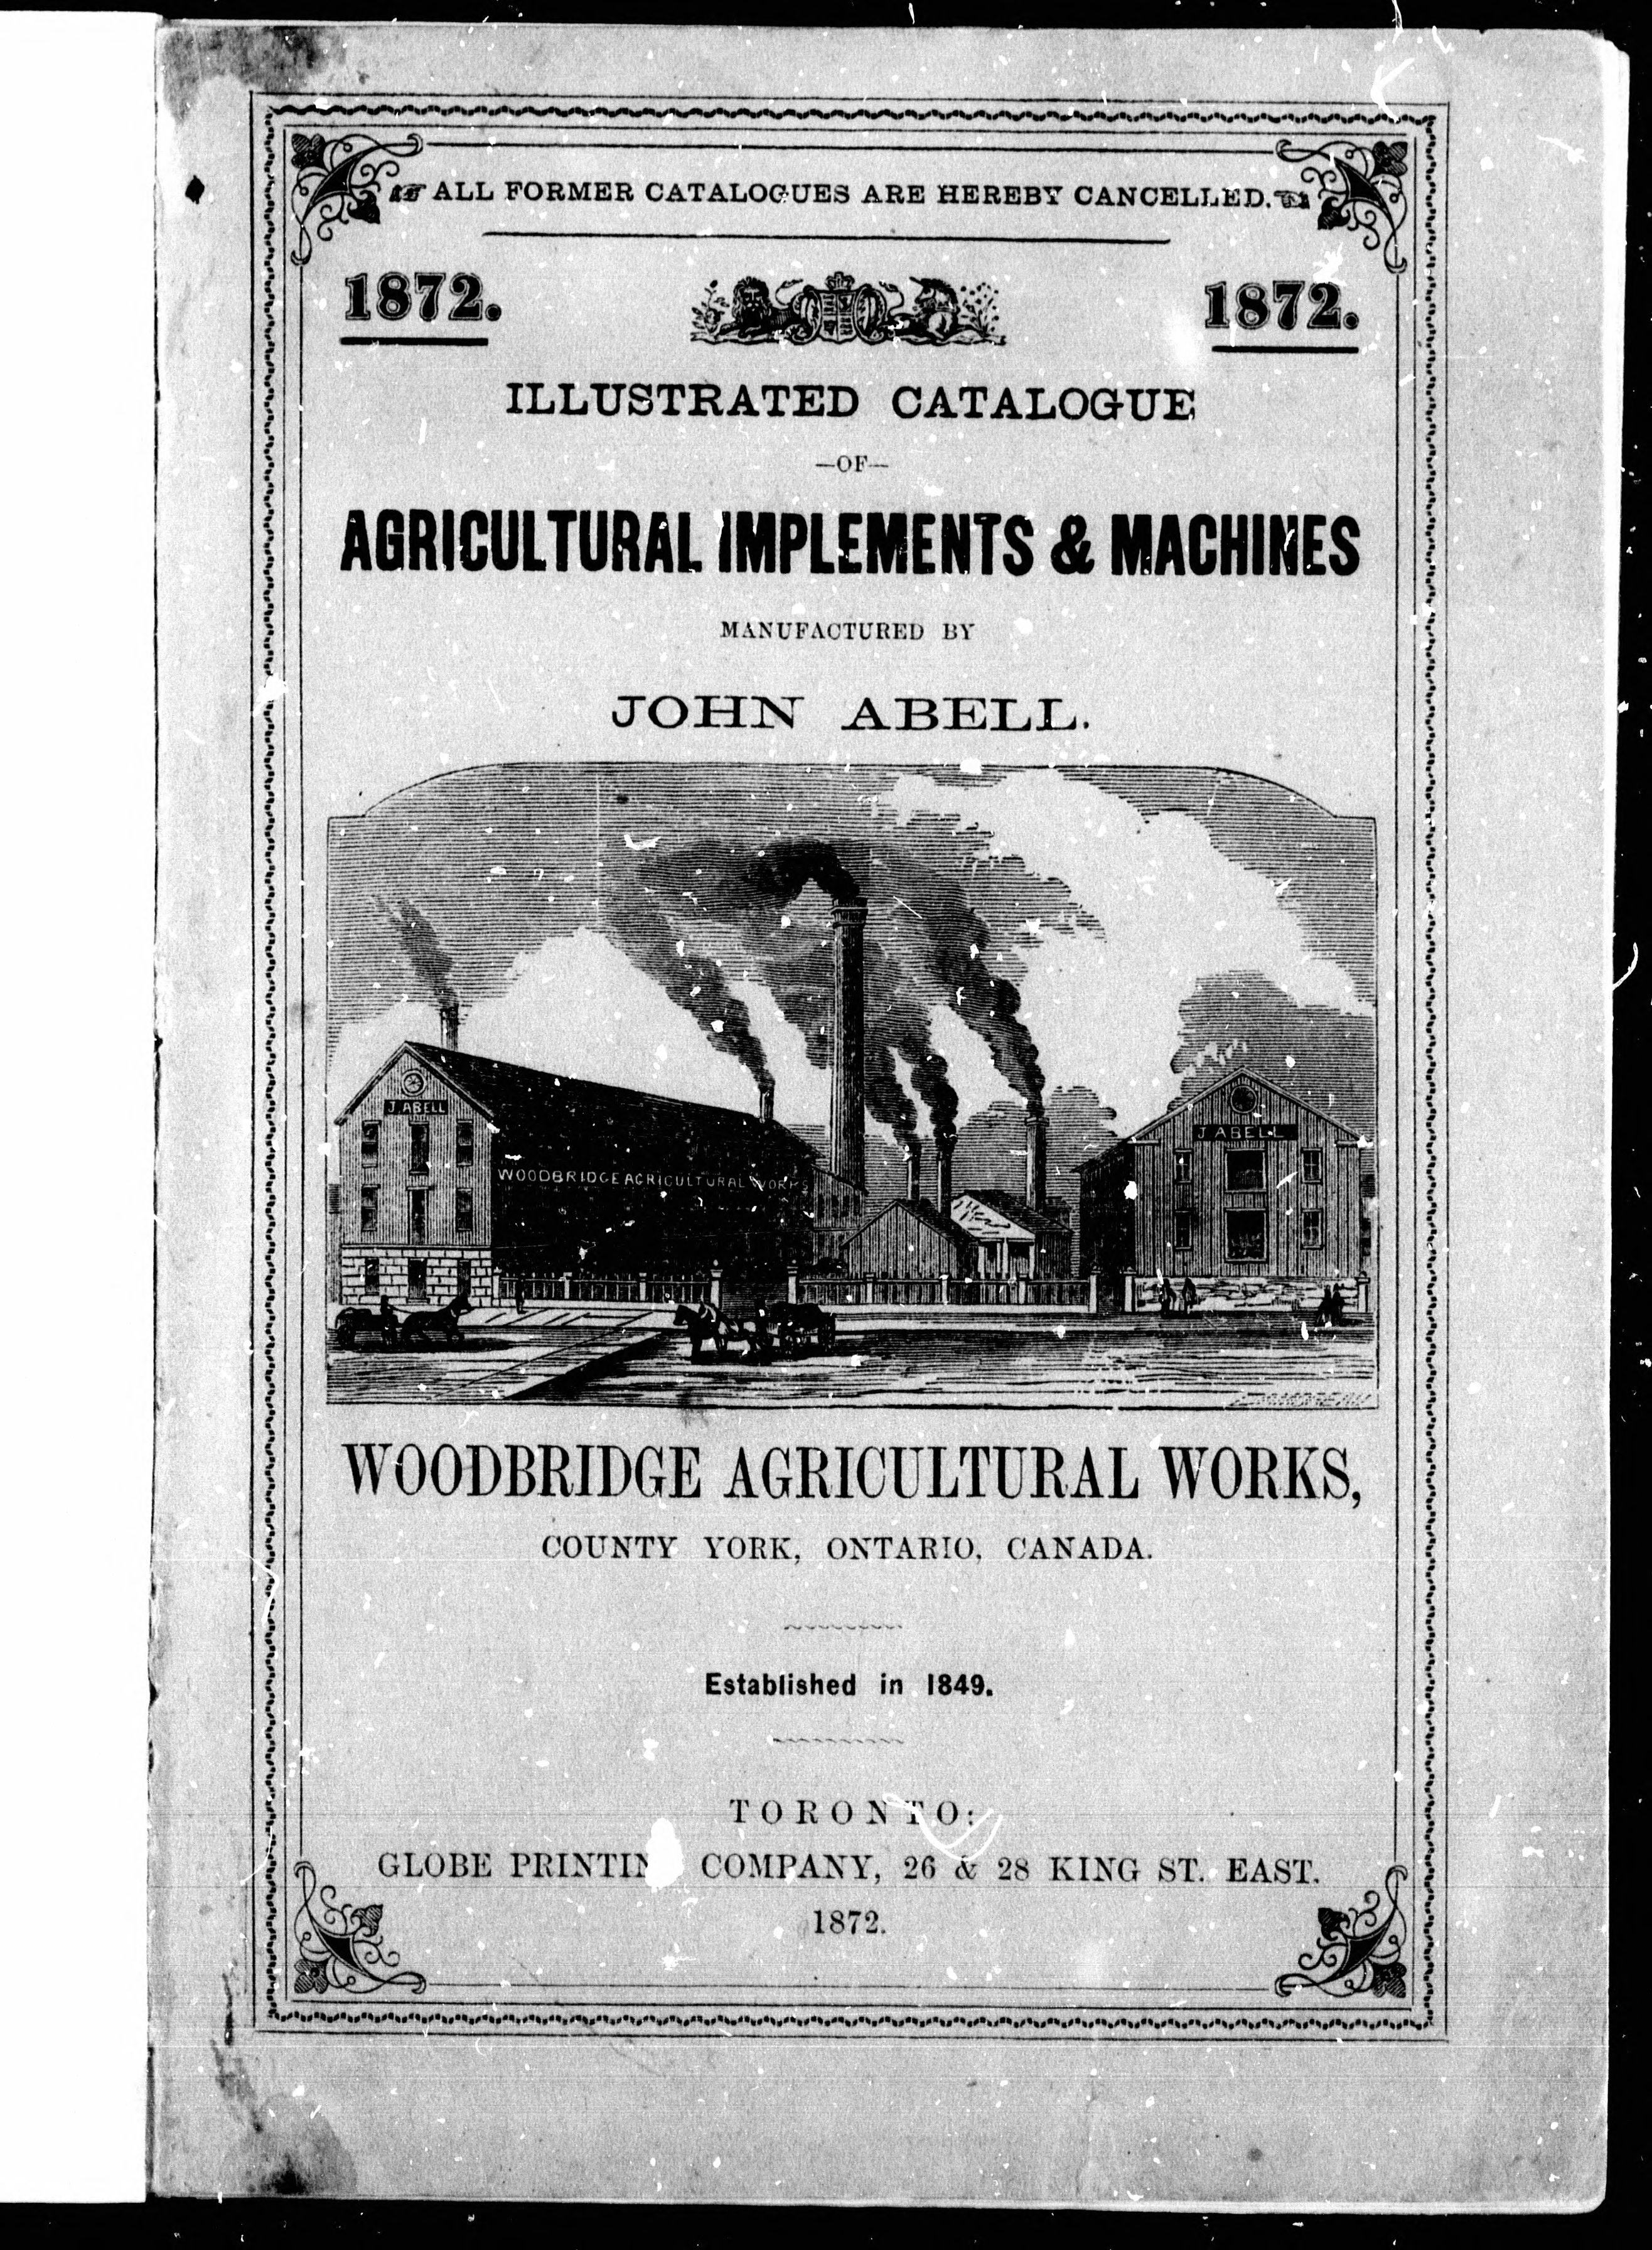 ☞ ALL FORMER CATALOGUES ARE HEREBY CANCELLED. ☜
1872. 1872.
ILLUSTRATED CATALOGUE
—OF—
AGRICULTURAL IMPLEMENTS & MACHINES
MANUFACTURED BY
JOHN ABELL.
J. ABELL
J ABELL
WOODBRIDGE AGRICULTURAL WORKS
WOODBRIDGE AGRICULTURAL WORKS,
COUNTY YORK, ONTARIO, CANADA.
Established in 1849.
TORONTO:
GLOBE PRINTIN COMPANY, 26 & 28 KING ST. EAST.
1872.